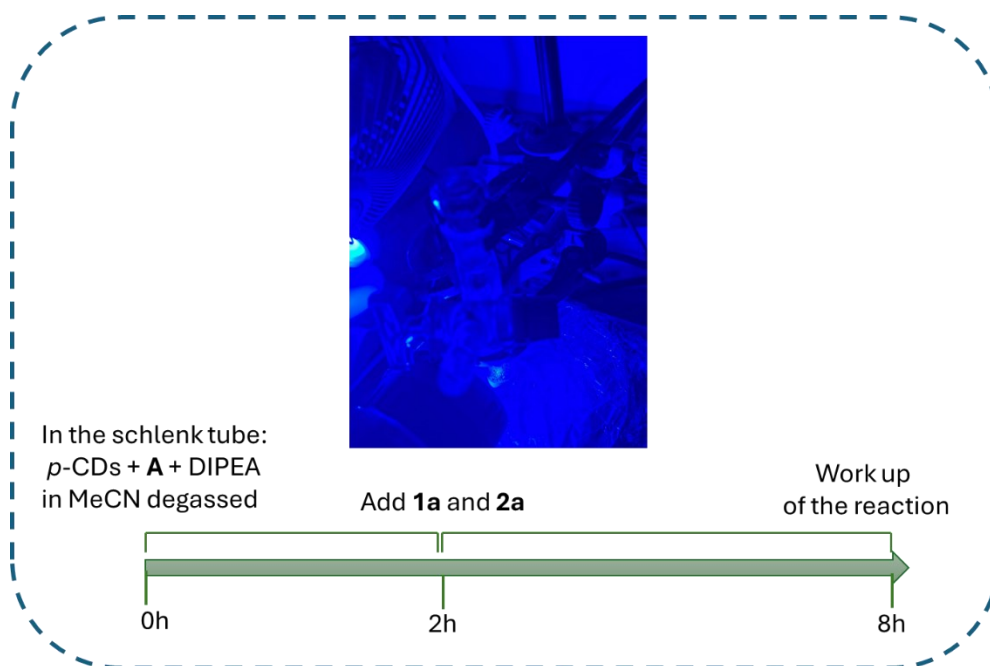 In the schlenk tube:
p-CDs + A + DIPEA
in MeCN degassed
Add 1a and 2a
Work up
of the reaction
0h
2h
8h